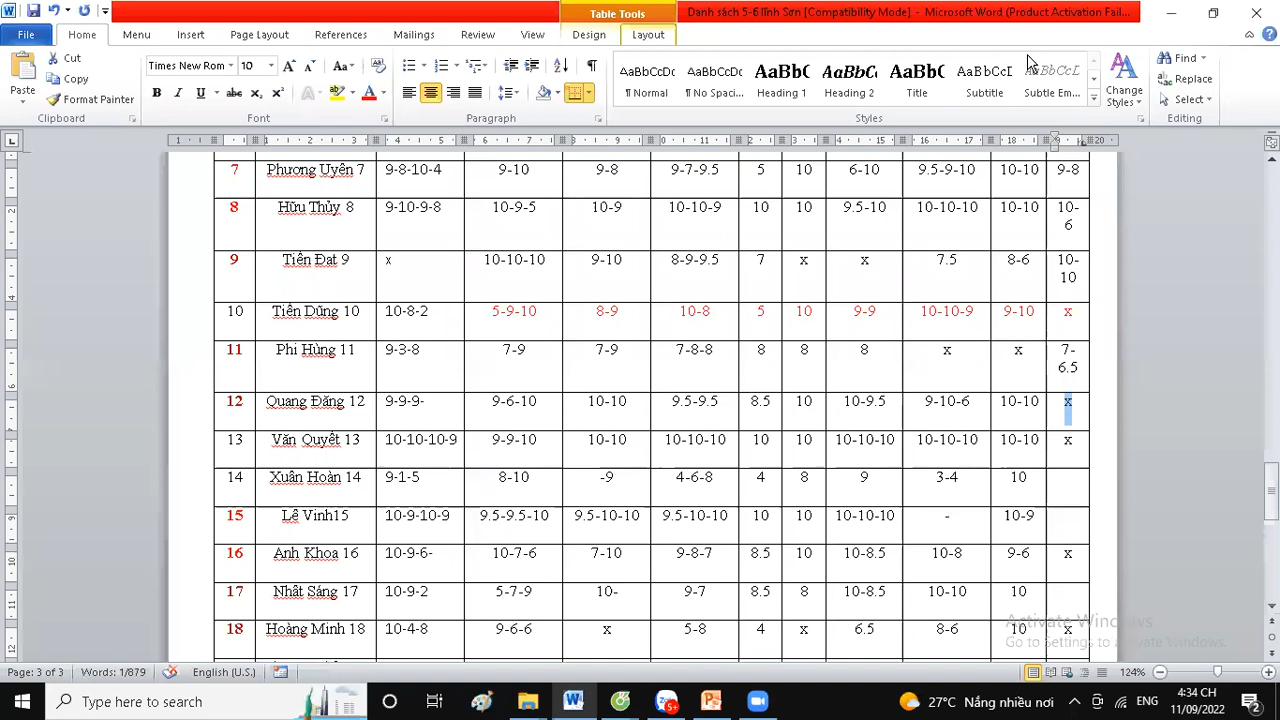 Table Tools
Danh sách 5-6 lĩnh Sơn [Compatibility Mode] - Microsoft Word (Product Activation Fail...
File Home Menu Insert Page Layout References Mailings Review View Design Layout
Paste Cut Copy Format Painter
Times New Rom 10
AaBbCcDc AaBbCcDc AaBbC AaBbCc AaBbC AaBbCcL AaBbCcL
¶ Normal ¶ No Spaci... Heading 1 Heading 2 Title Subtitle Subtle Em...
Change Styles
Find Replace Select
Clipboard Font Paragraph Styles Editing
7 Phương Uyên 7 9-8-10-4 9-10 9-8 9-7-9.5 5 10 6-10 9.5-9-10 10-10 9-8
8 Hữu Thủy 8 9-10-9-8 10-9-5 10-9 10-10-9 10 10 9.5-10 10-10-10 10-10 10-6
9 Tiến Đat 9 x 10-10-10 9-10 8-9-9.5 7 x x 7.5 8-6 10-10
10 Tiến Dũng 10 10-8-2 5-9-10 8-9 10-8 5 10 9-9 10-10-9 9-10 x
11 Phi Hùng 11 9-3-8 7-9 7-9 7-8-8 8 8 8 x x 7-6.5
12 Quang Đăng 12 9-9-9- 9-6-10 10-10 9.5-9.5 8.5 10 10-9.5 9-10-6 10-10 x
13 Văn Quyết 13 10-10-10-9 9-9-10 10-10 10-10-10 10 10 10-10-10 10-10-10 10-10 x
14 Xuân Hoàn 14 9-1-5 8-10 -9 4-6-8 4 8 9 3-4 10
15 Lê Vinh15 10-9-10-9 9.5-9.5-10 9.5-10-10 9.5-10-10 10 10 10-10-10 - 10-9
16 Anh Khoa 16 10-9-6- 10-7-6 7-10 9-8-7 8.5 10 10-8.5 10-8 9-6 x
17 Nhât Sáng 17 10-9-2 5-7-9 10- 9-7 8.5 8 10-8.5 10-10 10
18 Hoàng Minh 18 10-4-8 9-6-6 x 5-8 4 x 6.5 8-6 10 x
Activate Windows
Go to Settings to activate Windows.
Page: 3 of 3 Words: 1/879 English (U.S.) 124%
Type here to search
27°C Nắng nhiều nơi ENG
4:34 CH
11/09/2022